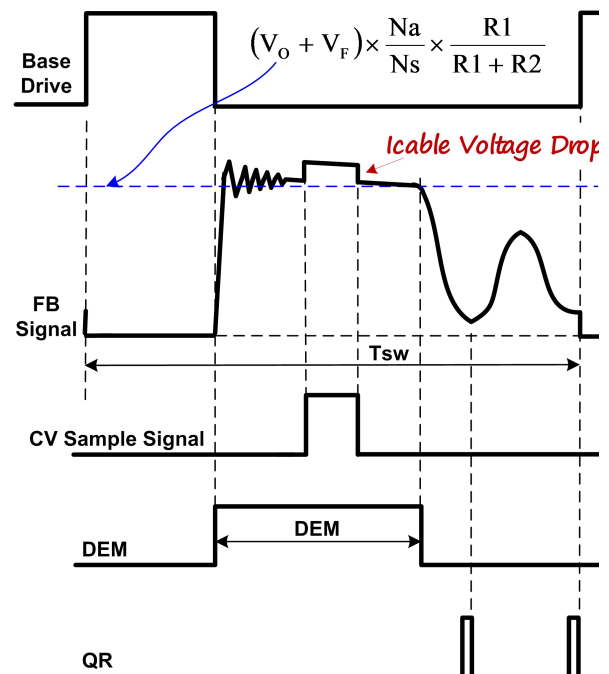 Base
Drive
(V_O + V_F) × Na/Ns × R1/(R1 + R2)
Icable Voltage Drop
FB
Signal
Tsw
CV Sample Signal
DEM
DEM
QR